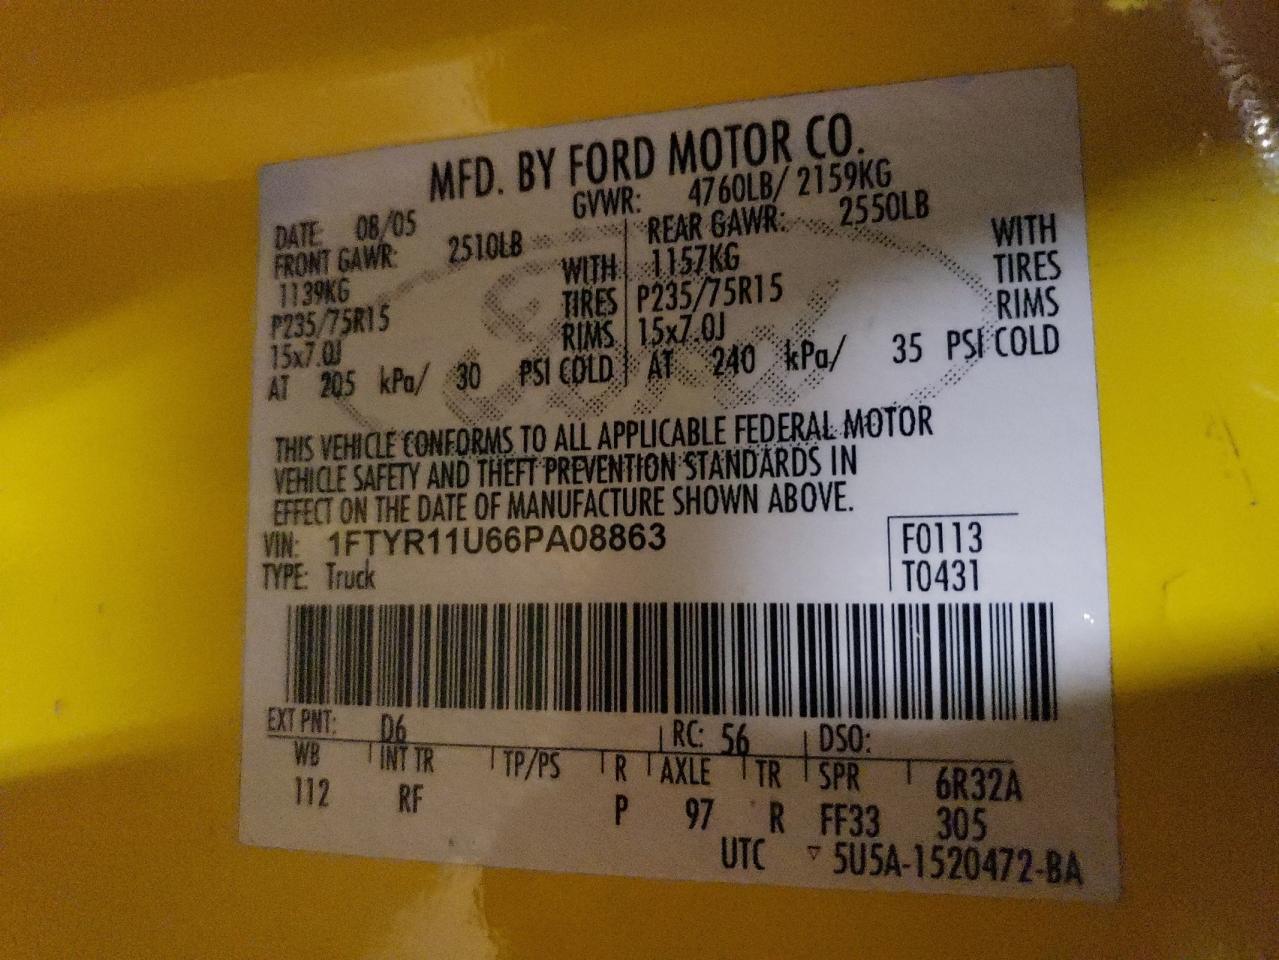 MFD. BY FORD MOTOR CO.
DATE: 08/05 GVWR: 4760LB/ 2159KG
FRONT GAWR: 2510LB REAR GAWR: 2550LB
1139KG WITH 1157KG WITH
P235/75R15 TIRES P235/75R15 TIRES
15x7.0J RIMS 15x7.0J RIMS
AT 205 kPa/ 30 PSI COLD AT 240 kPa/ 35 PSI COLD
THIS VEHICLE CONFORMS TO ALL APPLICABLE FEDERAL MOTOR
VEHICLE SAFETY AND THEFT PREVENTION STANDARDS IN
EFFECT ON THE DATE OF MANUFACTURE SHOWN ABOVE.
VIN: 1FTYR11U66PA08863 F0113
TYPE: Truck T0431
EXT PNT: D6 RC: 56 DSO:
WB INT TR TP/PS R AXLE TR SPR 6R32A
112 RF P 97 R FF33 305
UTC ▽ 5U5A-1520472-BA